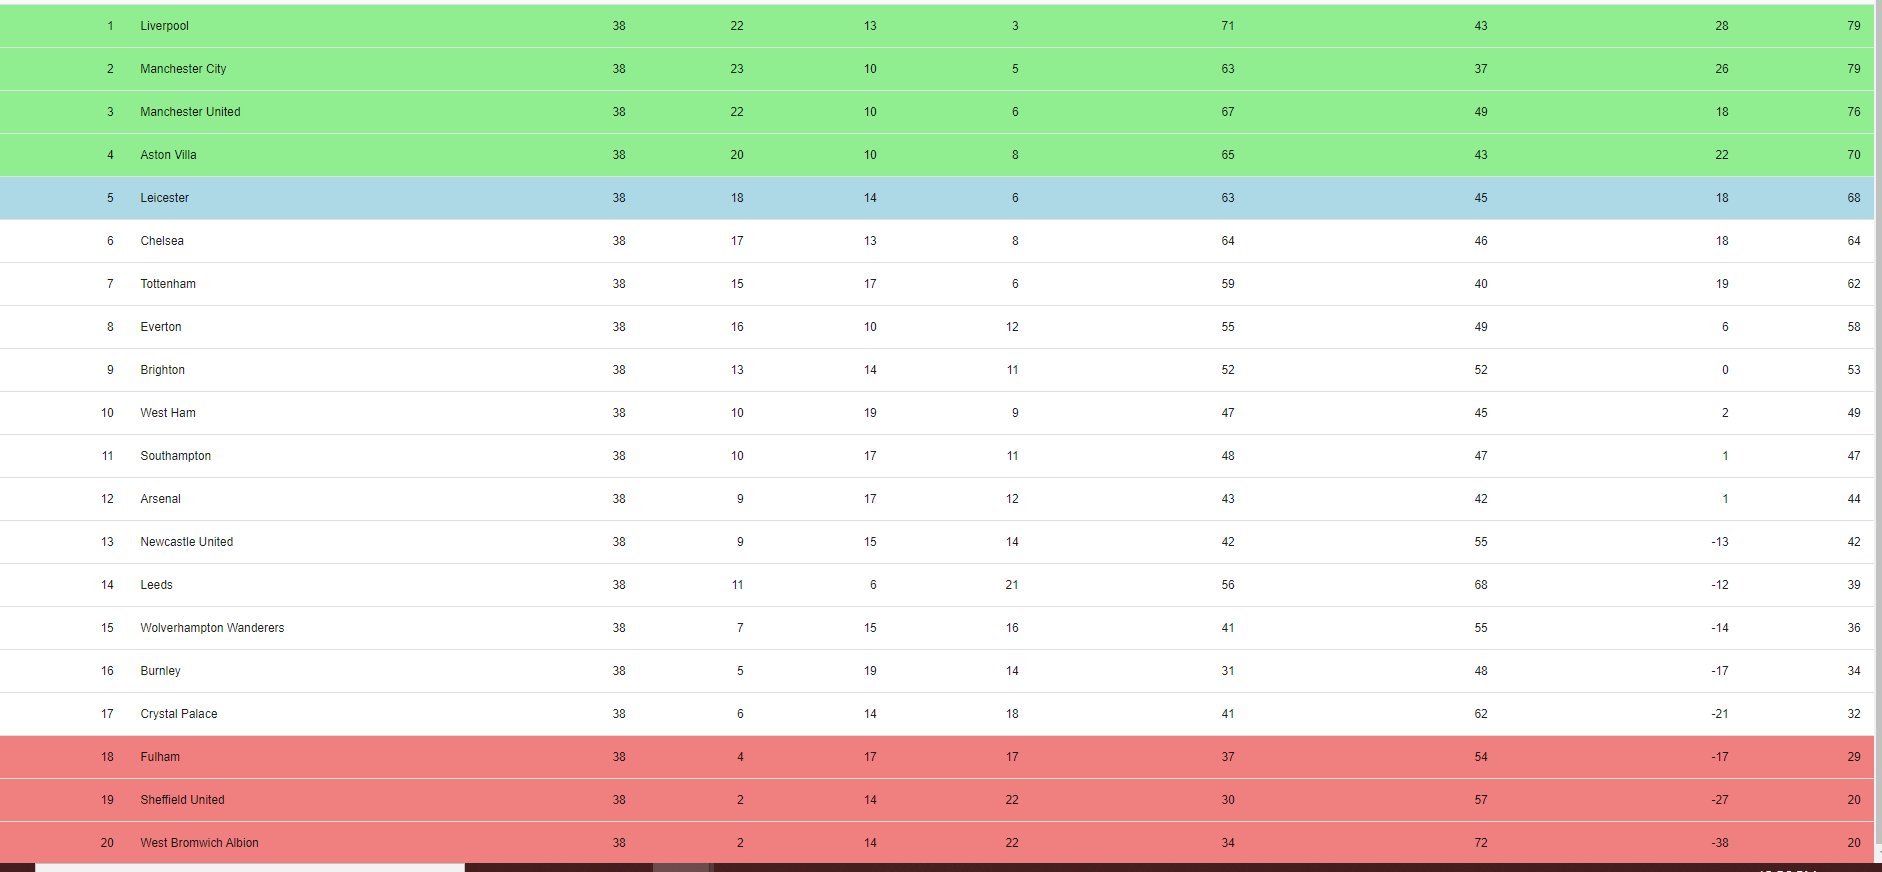 1 Liverpool 38 22 13 3 71 43 28 79
2 Manchester City 38 23 10 5 63 37 26 79
3 Manchester United 38 22 10 6 67 49 18 76
4 Aston Villa 38 20 10 8 65 43 22 70
5 Leicester 38 18 14 6 63 45 18 68
6 Chelsea 38 17 13 8 64 46 18 64
7 Tottenham 38 15 17 6 59 40 19 62
8 Everton 38 16 10 12 55 49 6 58
9 Brighton 38 13 14 11 52 52 0 53
10 West Ham 38 10 19 9 47 45 2 49
11 Southampton 38 10 17 11 48 47 1 47
12 Arsenal 38 9 17 12 43 42 1 44
13 Newcastle United 38 9 15 14 42 55 -13 42
14 Leeds 38 11 6 21 56 68 -12 39
15 Wolverhampton Wanderers 38 7 15 16 41 55 -14 36
16 Burnley 38 5 19 14 31 48 -17 34
17 Crystal Palace 38 6 14 18 41 62 -21 32
18 Fulham 38 4 17 17 37 54 -17 29
19 Sheffield United 38 2 14 22 30 57 -27 20
20 West Bromwich Albion 38 2 14 22 34 72 -38 20